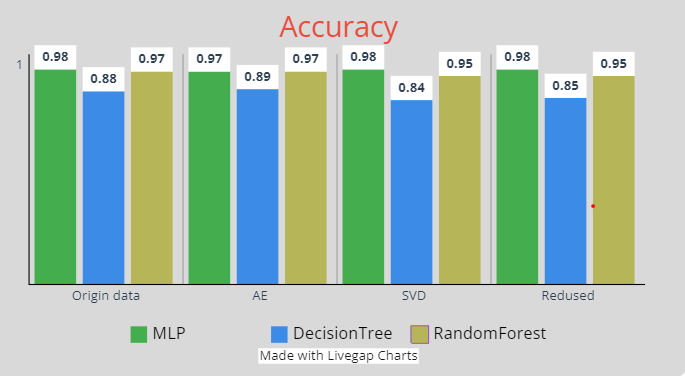 Accuracy
1
0.98 0.88 0.97 0.97 0.89 0.97 0.98 0.84 0.95 0.98 0.85 0.95
Origin data AE SVD Redused
MLP DecisionTree RandomForest
Made with Livegap Charts